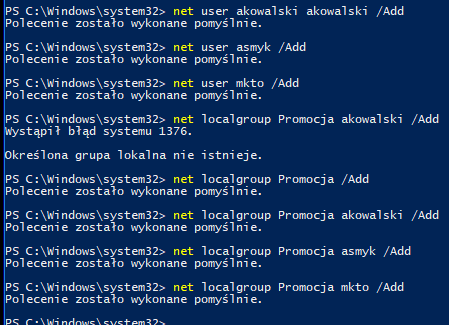 PS C:\Windows\system32> net user akowalski akowalski /Add
Polecenie zostało wykonane pomyślnie.
PS C:\Windows\system32> net user asmyk /Add
Polecenie zostało wykonane pomyślnie.
PS C:\Windows\system32> net user mkto /Add
Polecenie zostało wykonane pomyślnie.
PS C:\Windows\system32> net localgroup Promocja akowalski /Add
Wystąpił błąd systemu 1376.
Określona grupa lokalna nie istnieje.
PS C:\Windows\system32> net localgroup Promocja /Add
Polecenie zostało wykonane pomyślnie.
PS C:\Windows\system32> net localgroup Promocja akowalski /Add
Polecenie zostało wykonane pomyślnie.
PS C:\Windows\system32> net localgroup Promocja asmyk /Add
Polecenie zostało wykonane pomyślnie.
PS C:\Windows\system32> net localgroup Promocja mkto /Add
Polecenie zostało wykonane pomyślnie.
PS C:\Windows\system32>